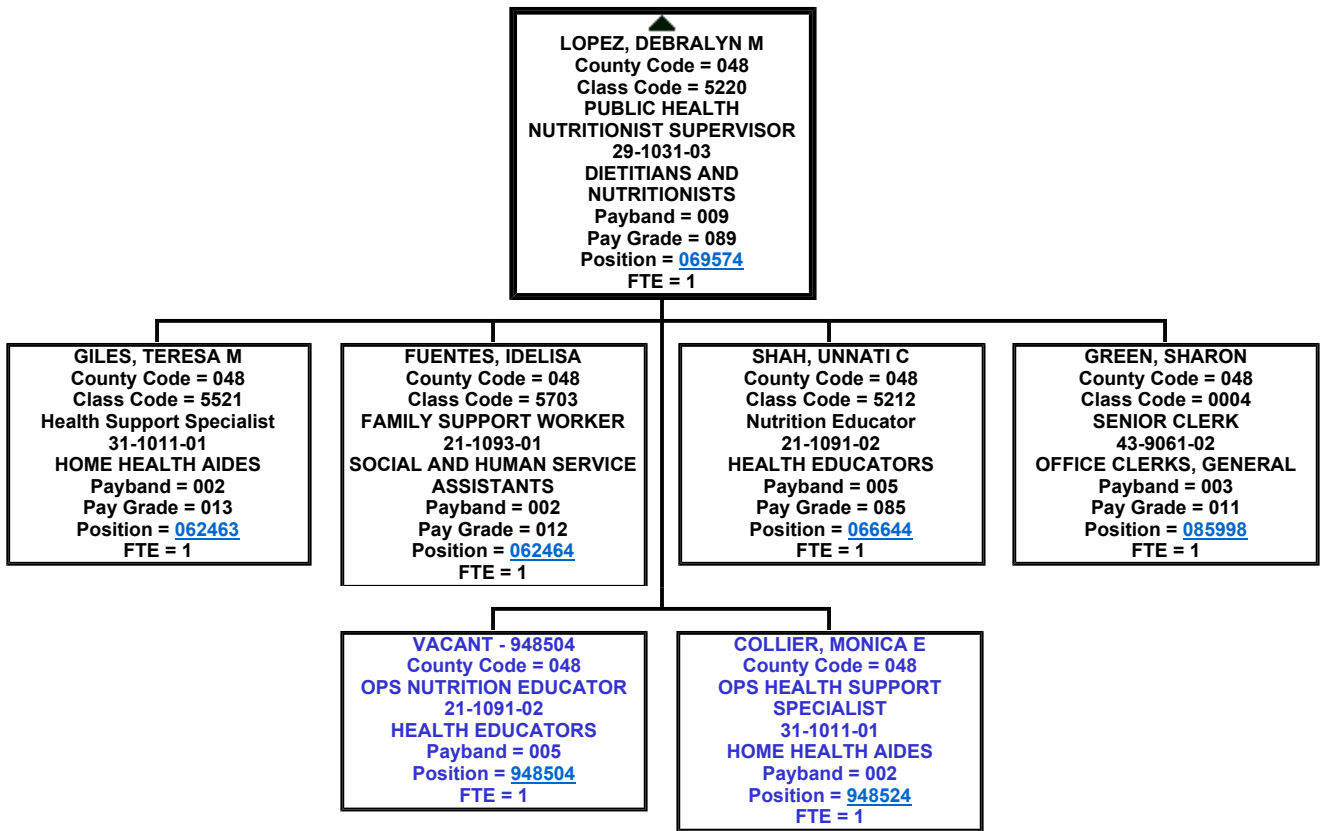 LOPEZ, DEBRALYN M
County Code = 048
Class Code = 5220
PUBLIC HEALTH
NUTRITIONIST SUPERVISOR
29-1031-03
DIETITIANS AND
NUTRITIONISTS
Payband = 009
Pay Grade = 089
Position = 069574
FTE = 1
GILES, TERESA M
County Code = 048
Class Code = 5521
Health Support Specialist
31-1011-01
HOME HEALTH AIDES
Payband = 002
Pay Grade = 013
Position = 062463
FTE = 1
FUENTES, IDELISA
County Code = 048
Class Code = 5703
FAMILY SUPPORT WORKER
21-1093-01
SOCIAL AND HUMAN SERVICE
ASSISTANTS
Payband = 002
Pay Grade = 012
Position = 062464
FTE = 1
SHAH, UNNATI C
County Code = 048
Class Code = 5212
Nutrition Educator
21-1091-02
HEALTH EDUCATORS
Payband = 005
Pay Grade = 085
Position = 066644
FTE = 1
GREEN, SHARON
County Code = 048
Class Code = 0004
SENIOR CLERK
43-9061-02
OFFICE CLERKS, GENERAL
Payband = 003
Pay Grade = 011
Position = 085998
FTE = 1
VACANT - 948504
County Code = 048
OPS NUTRITION EDUCATOR
21-1091-02
HEALTH EDUCATORS
Payband = 005
Position = 948504
FTE = 1
COLLIER, MONICA E
County Code = 048
OPS HEALTH SUPPORT
SPECIALIST
31-1011-01
HOME HEALTH AIDES
Payband = 002
Position = 948524
FTE = 1